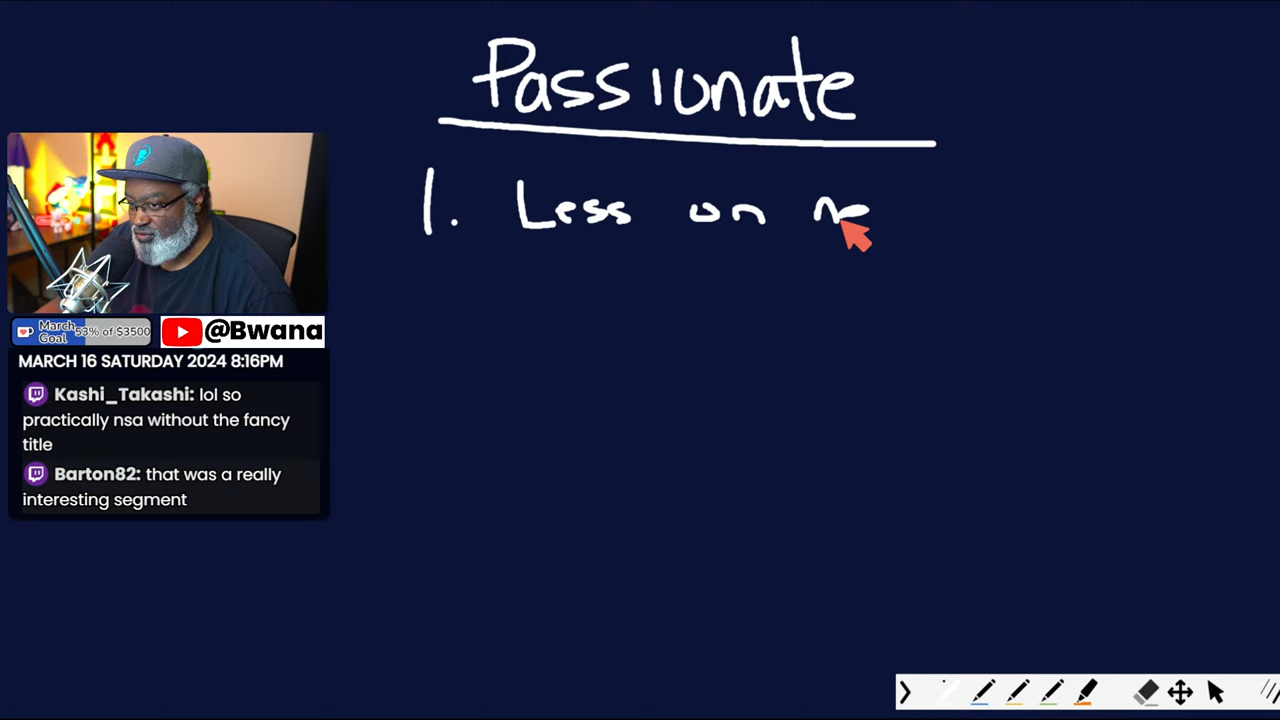 Passionate
1. Less on ne
March
Goal
53% of $3500
@Bwana
MARCH 16 SATURDAY 2024 8:16PM
Kashi_Takashi: lol so
practically nsa without the fancy
title
Barton82: that was a really
interesting segment